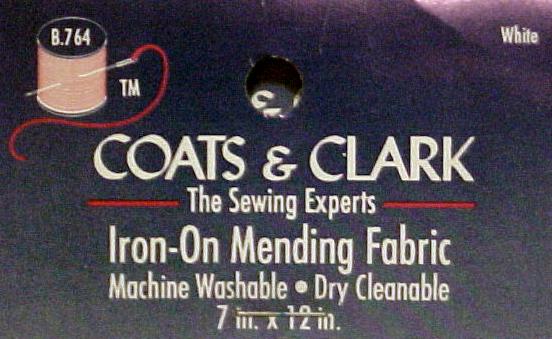 B.764
White
TM
COATS & CLARK
The Sewing Experts
Iron-On Mending Fabric
Machine Washable • Dry Cleanable
7 in. x 12 in.